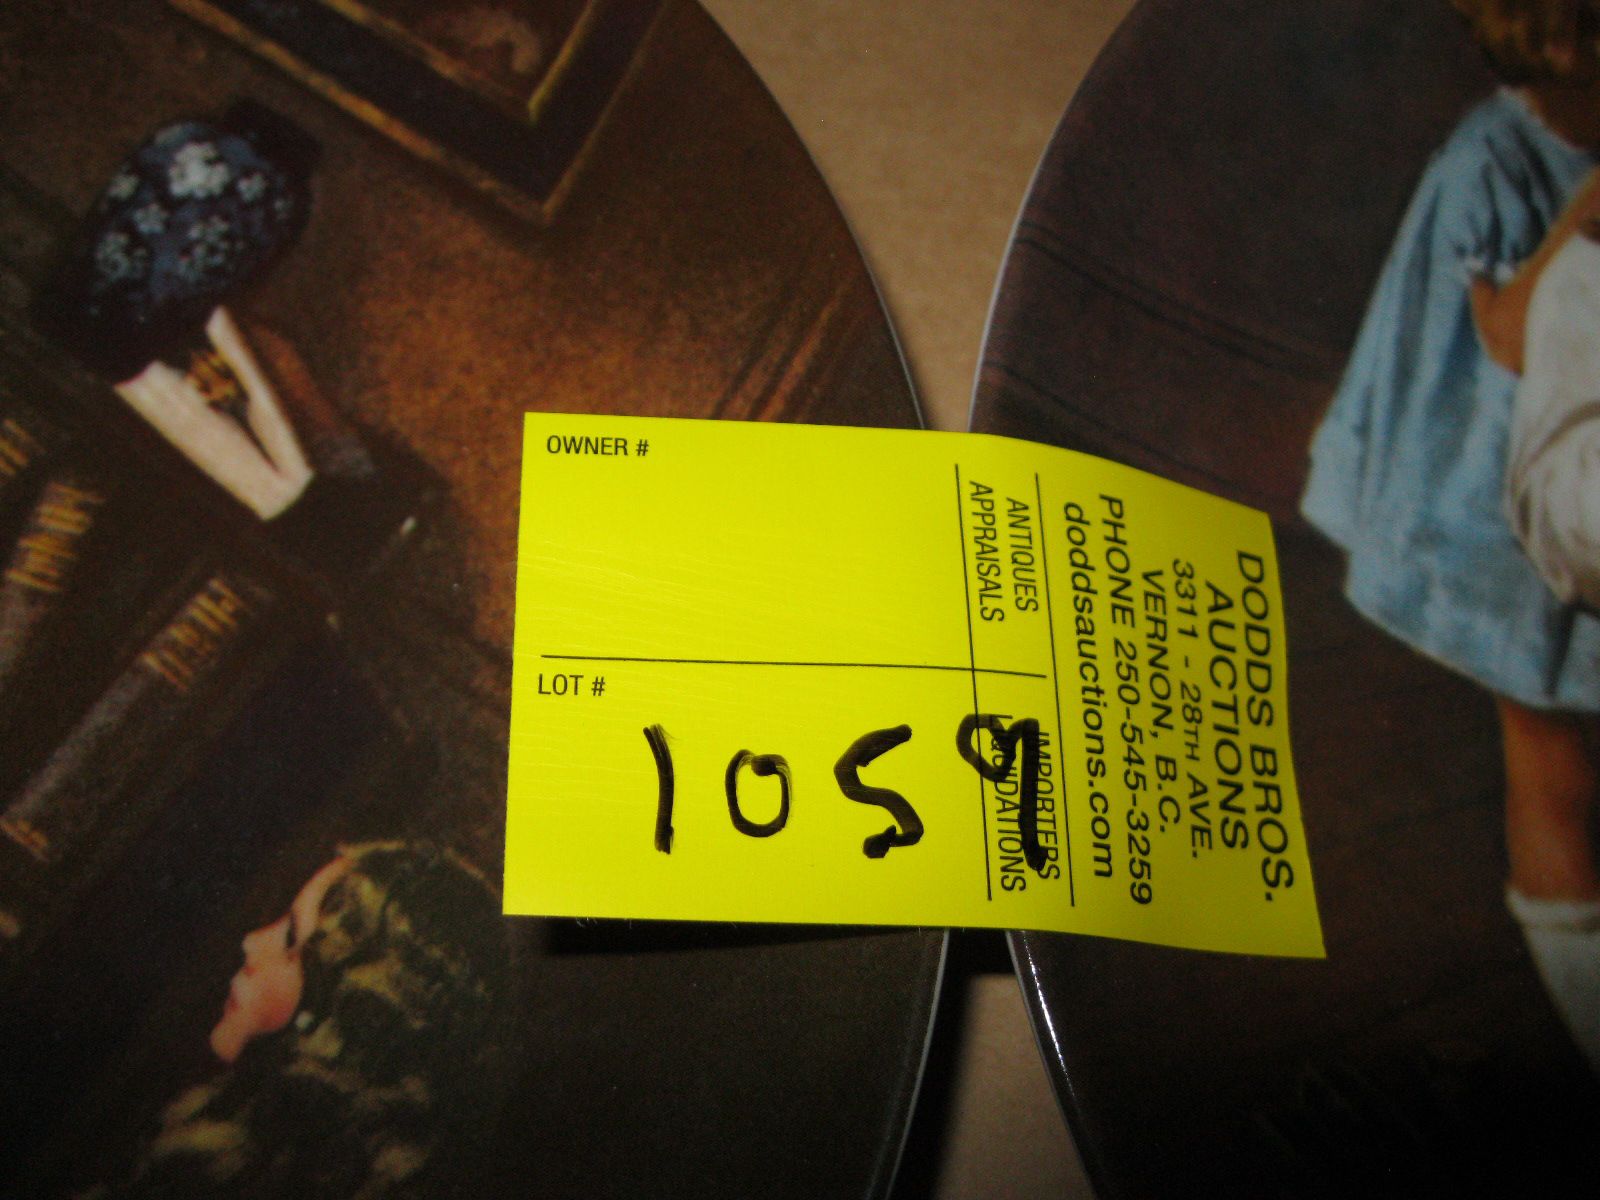 DODDS BROS.
AUCTIONS
3311 - 28TH AVE.
VERNON, B.C.
PHONE 250-545-3259
doddsauctions.com
ANTIQUES
APPRAISALS
IMPORTERS
LIQUIDATIONS
OWNER #
LOT #
1059